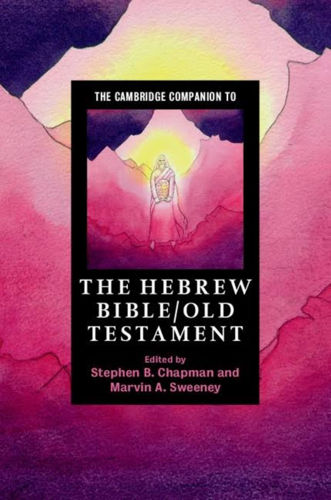 THE CAMBRIDGE COMPANION TO
THE HEBREW
BIBLE/OLD
TESTAMENT
Edited by
Stephen B. Chapman and
Marvin A. Sweeney